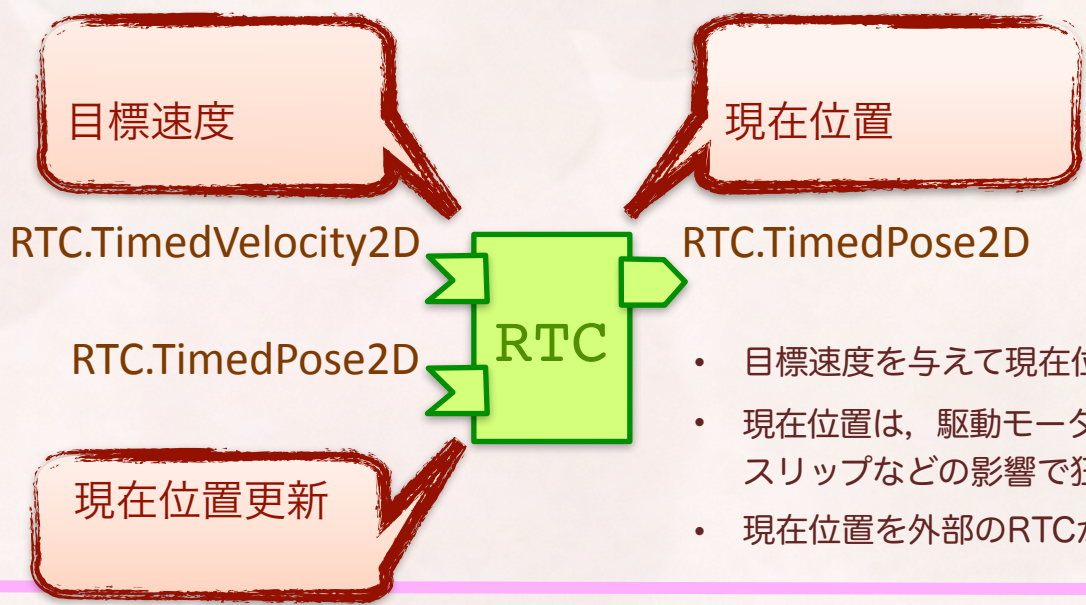 目標速度
現在位置
RTC.TimedVelocity2D
RTC.TimedPose2D
RTC.TimedPose2D
RTC
現在位置更新
• 目標速度を与えて現在位
• 現在位置は，駆動モータ
スリップなどの影響で狂
• 現在位置を外部のRTCか